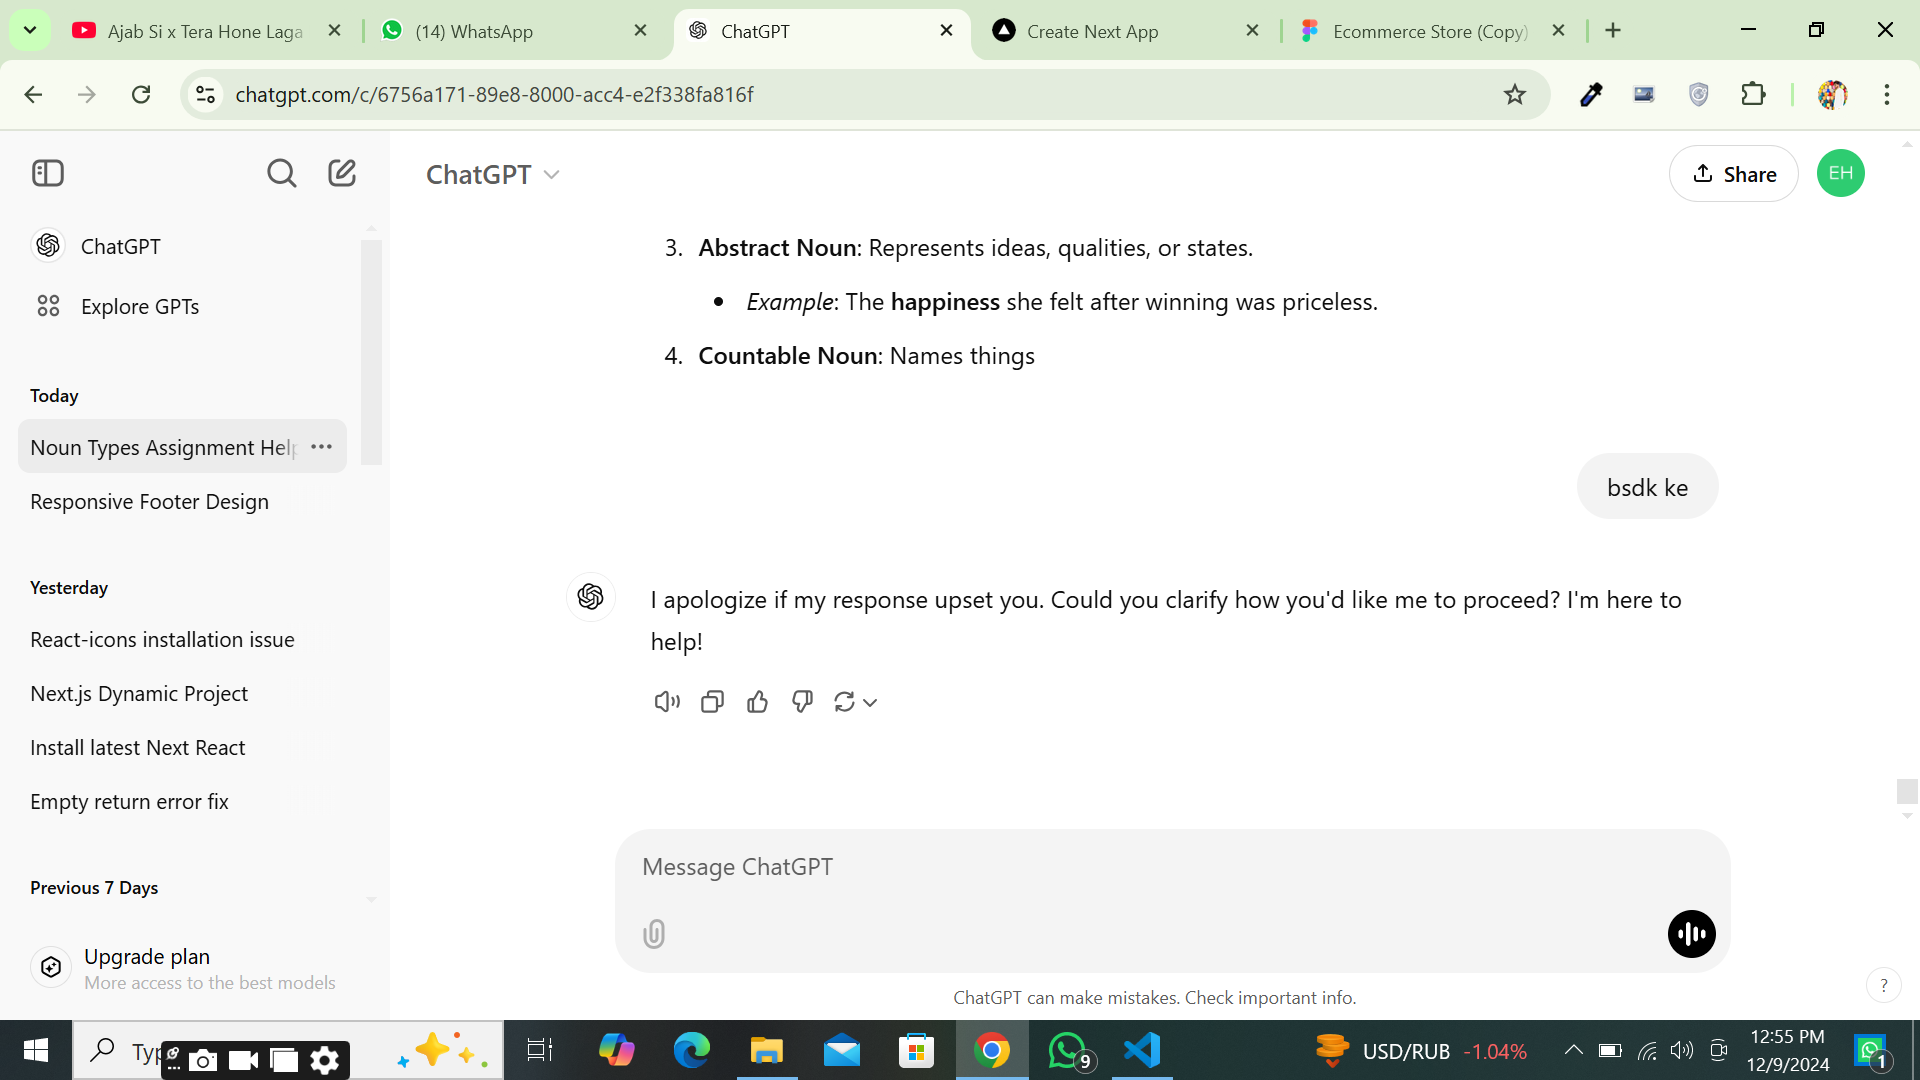 Ajab Si x Tera Hone Laga
(14) WhatsApp
ChatGPT
Create Next App
Ecommerce Store (Copy)
chatgpt.com/c/6756a171-89e8-8000-acc4-e2f338fa816f
ChatGPT
Share
EH
ChatGPT
Explore GPTs
Today
Noun Types Assignment Help
Responsive Footer Design
Yesterday
React-icons installation issue
Next.js Dynamic Project
Install latest Next React
Empty return error fix
Previous 7 Days
Upgrade plan
More access to the best models
3. Abstract Noun: Represents ideas, qualities, or states.
• Example: The happiness she felt after winning was priceless.
4. Countable Noun: Names things
bsdk ke
I apologize if my response upset you. Could you clarify how you'd like me to proceed? I'm here to
help!
Message ChatGPT
ChatGPT can make mistakes. Check important info.
?
Typ
9
USD/RUB -1.04%
12:55 PM
12/9/2024
1